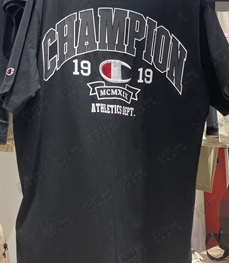 CHAMPION
19 C 19
MCMXIX
ATHLETICS DEPT.